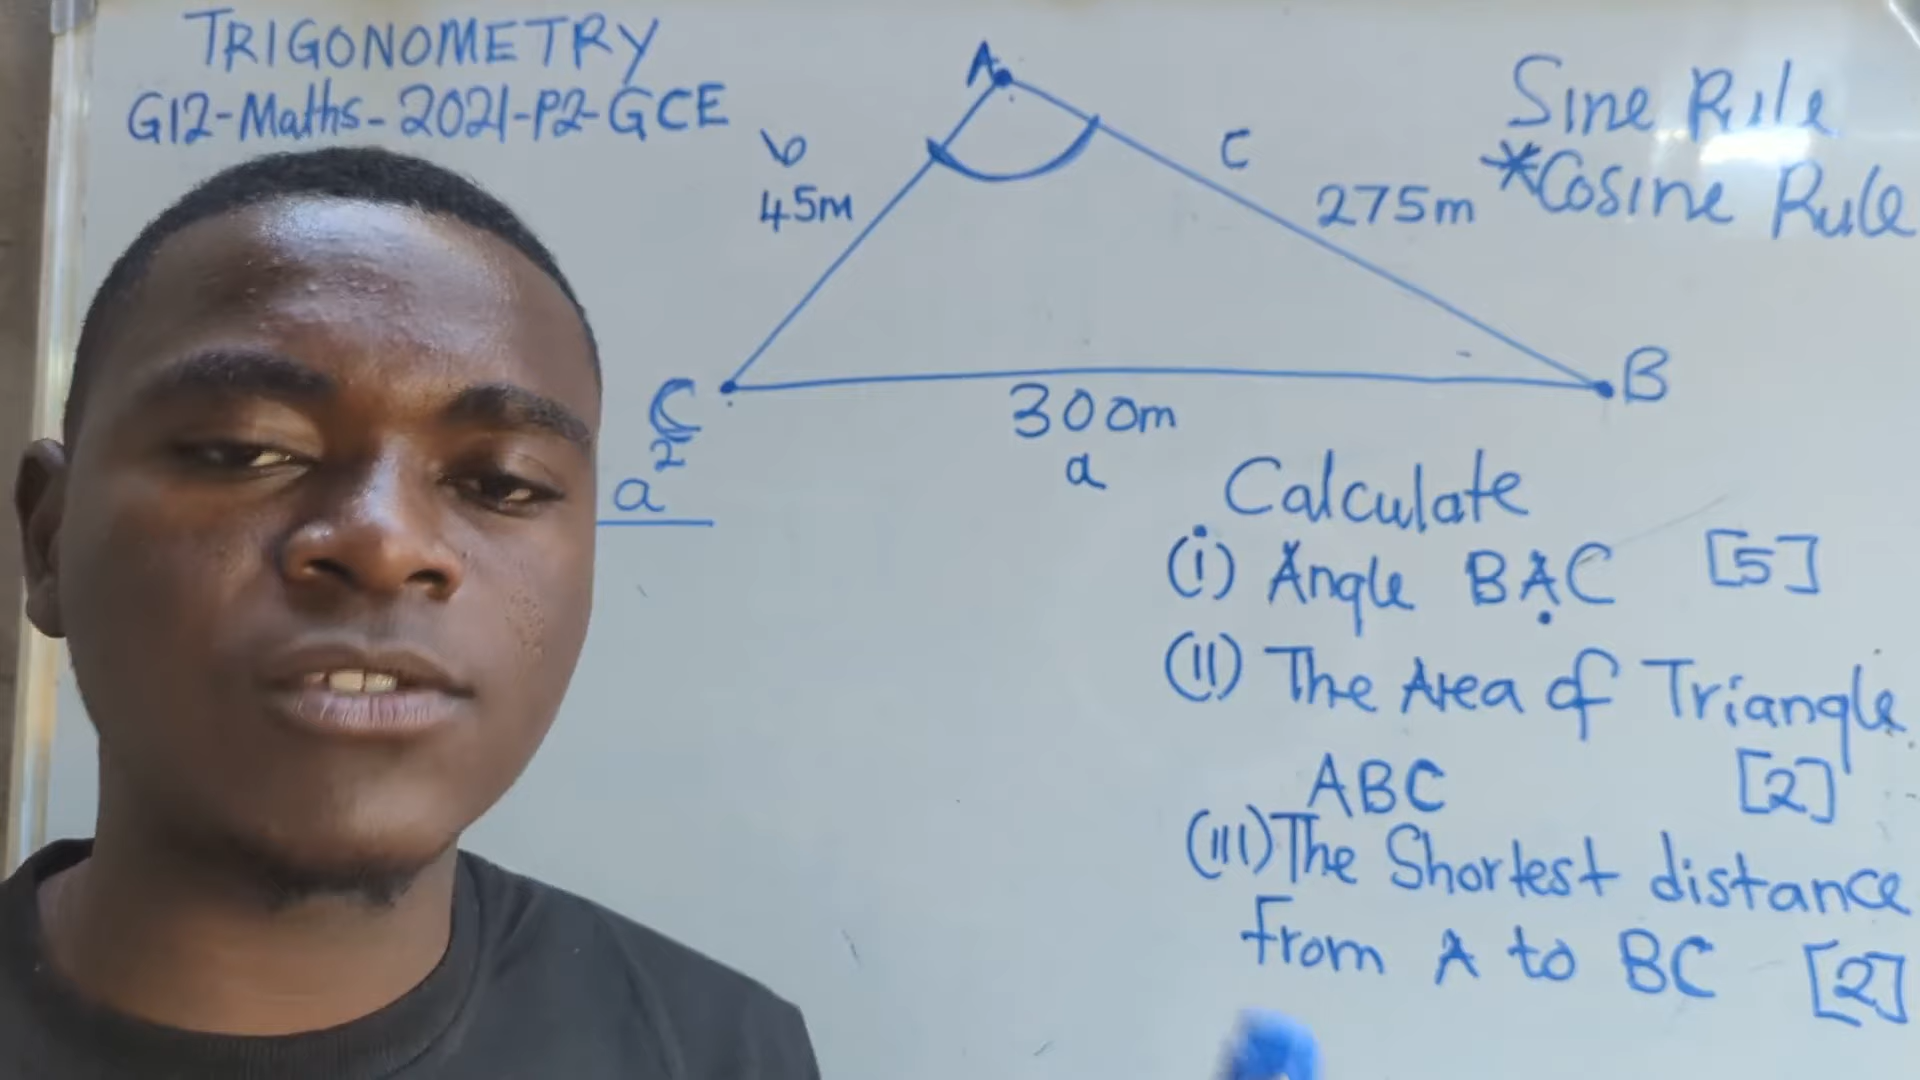 TRIGONOMETRY
G12-Maths-2021-P2-GCE
A
b
45m
c
275m
Sine Rule
*Cosine Rule
C
B
300m
a
a²
Calculate
(i) Angle BAC [5]
(ii) The Area of Triangle
ABC [2]
(iii) The Shortest distance
From A to BC [2]